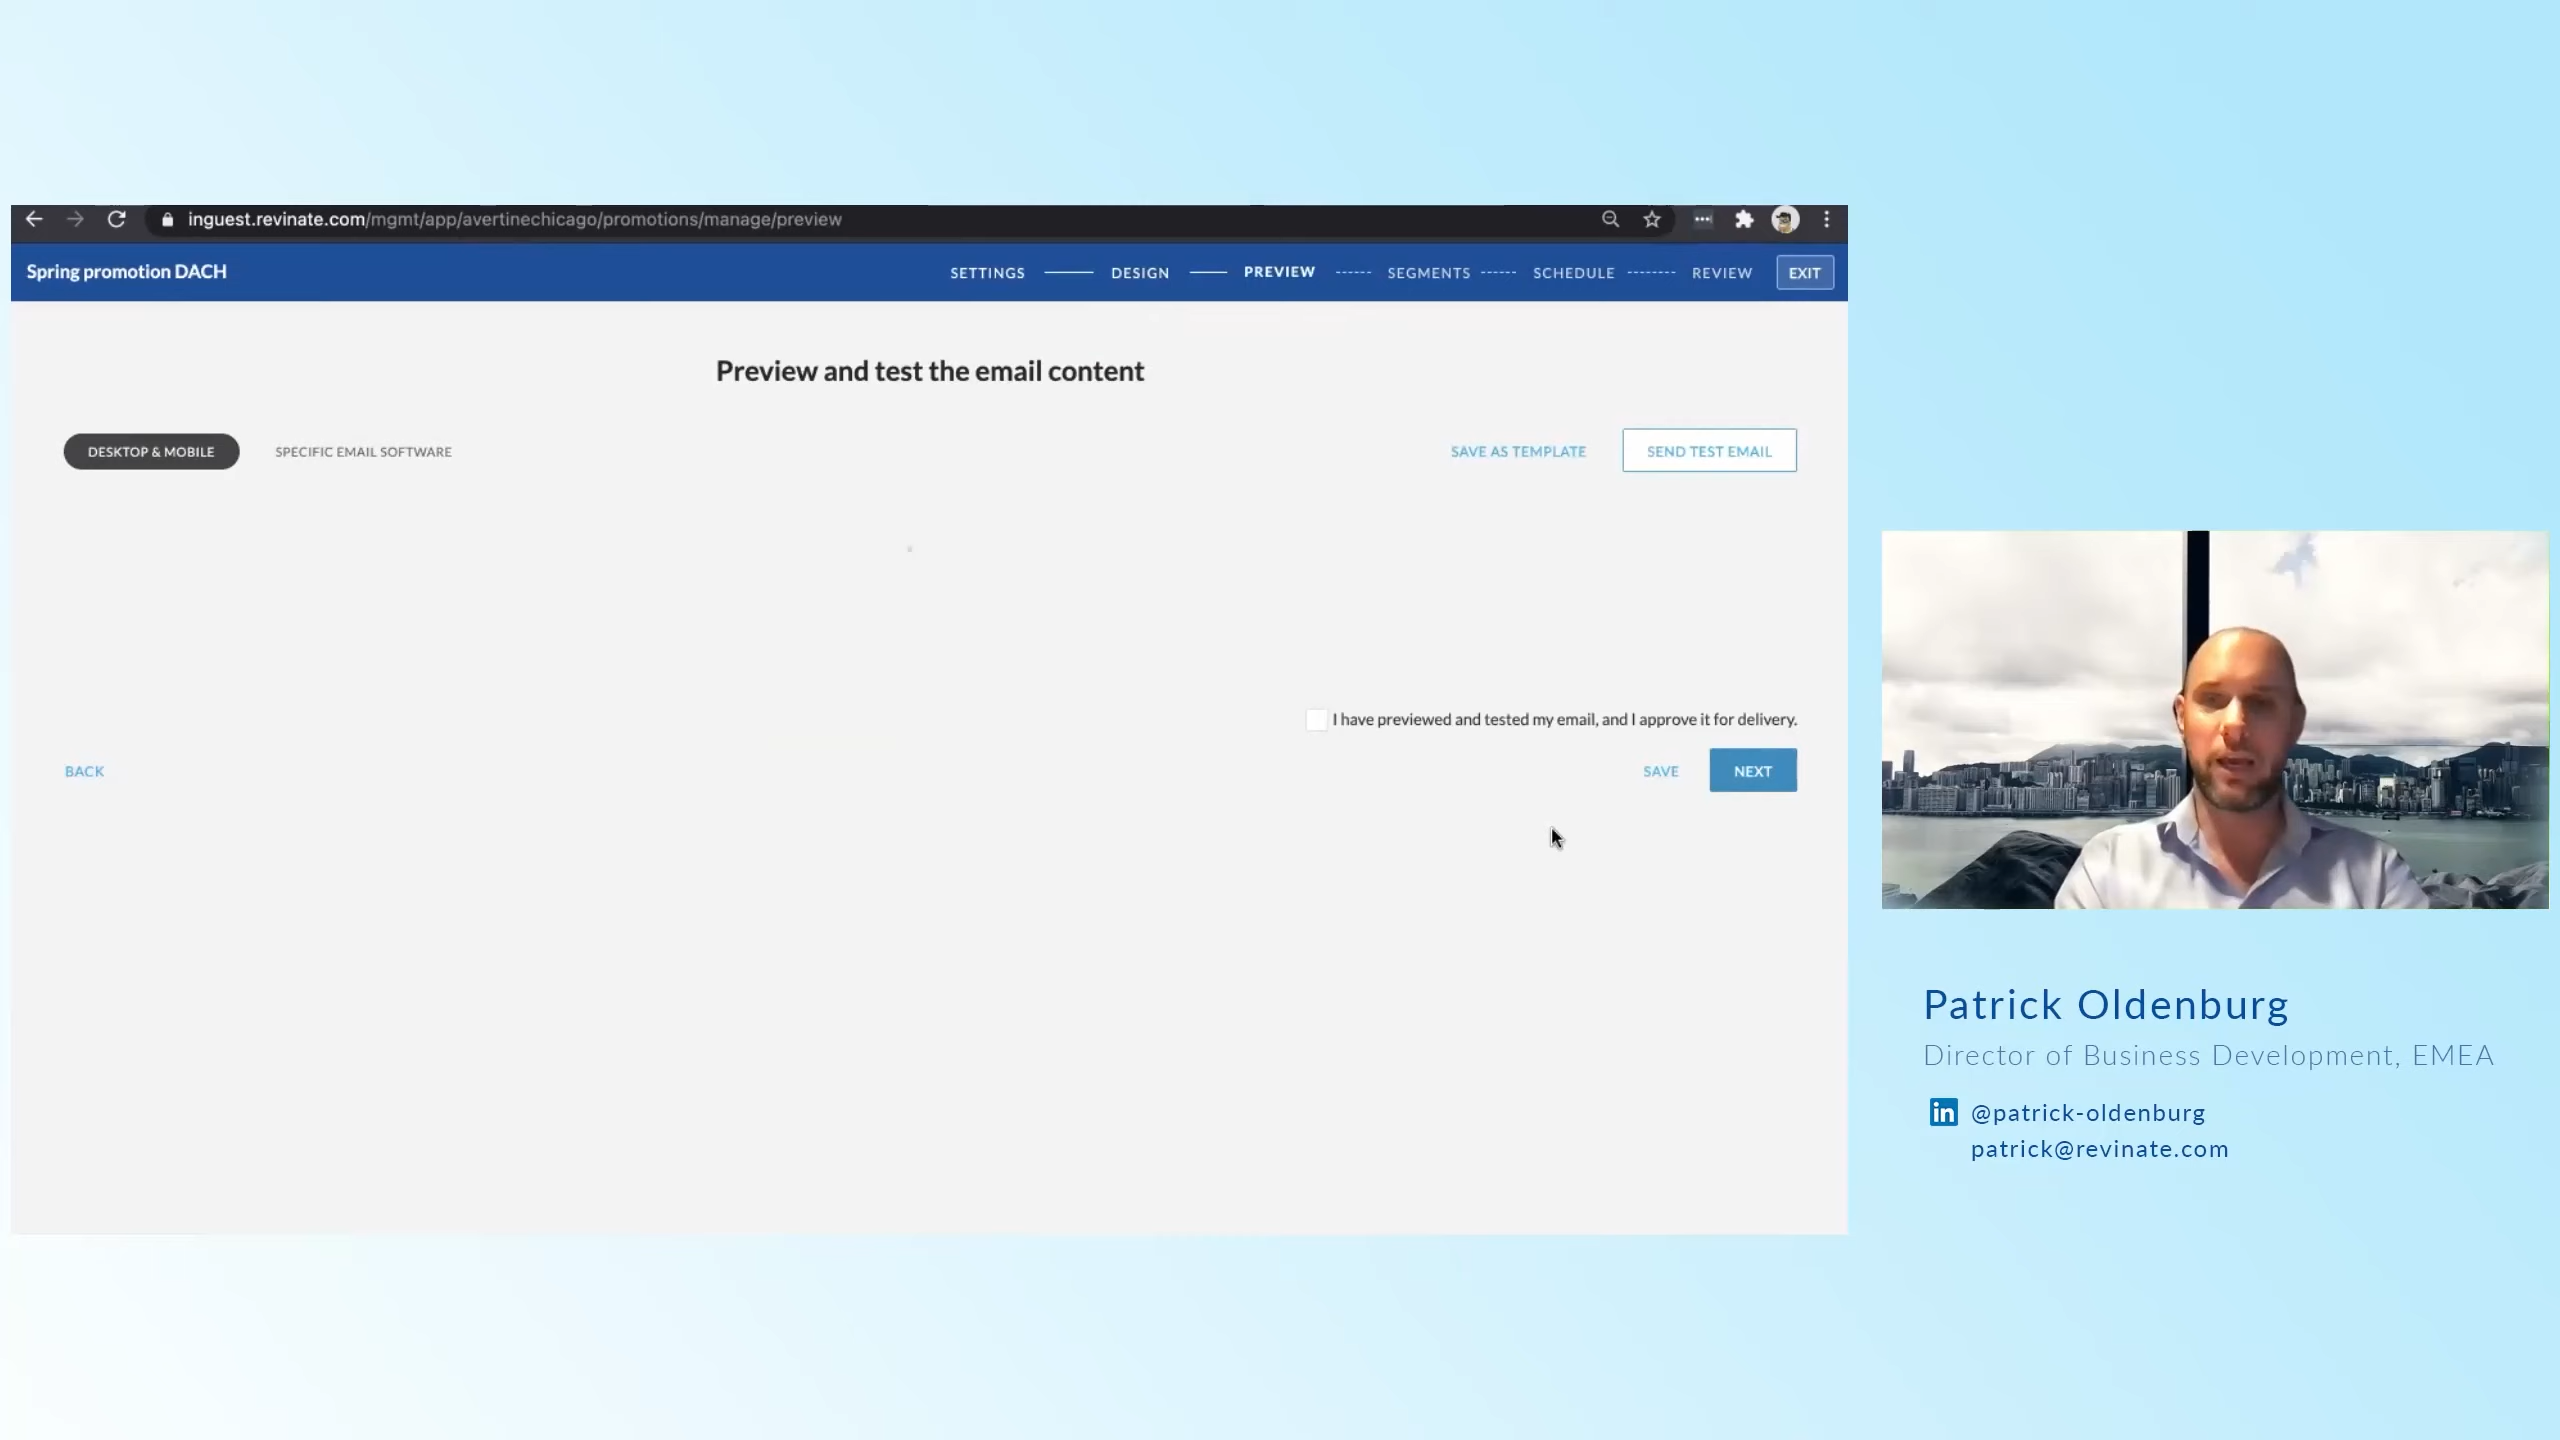 inguest.revinate.com/mgmt/app/avertinechicago/promotions/manage/preview
Spring promotion DACH
SETTINGS DESIGN PREVIEW SEGMENTS SCHEDULE REVIEW EXIT
Preview and test the email content
DESKTOP & MOBILE SPECIFIC EMAIL SOFTWARE SAVE AS TEMPLATE SEND TEST EMAIL
I have previewed and tested my email, and I approve it for delivery.
BACK SAVE NEXT
Patrick Oldenburg
Director of Business Development, EMEA
in @patrick-oldenburg
patrick@revinate.com